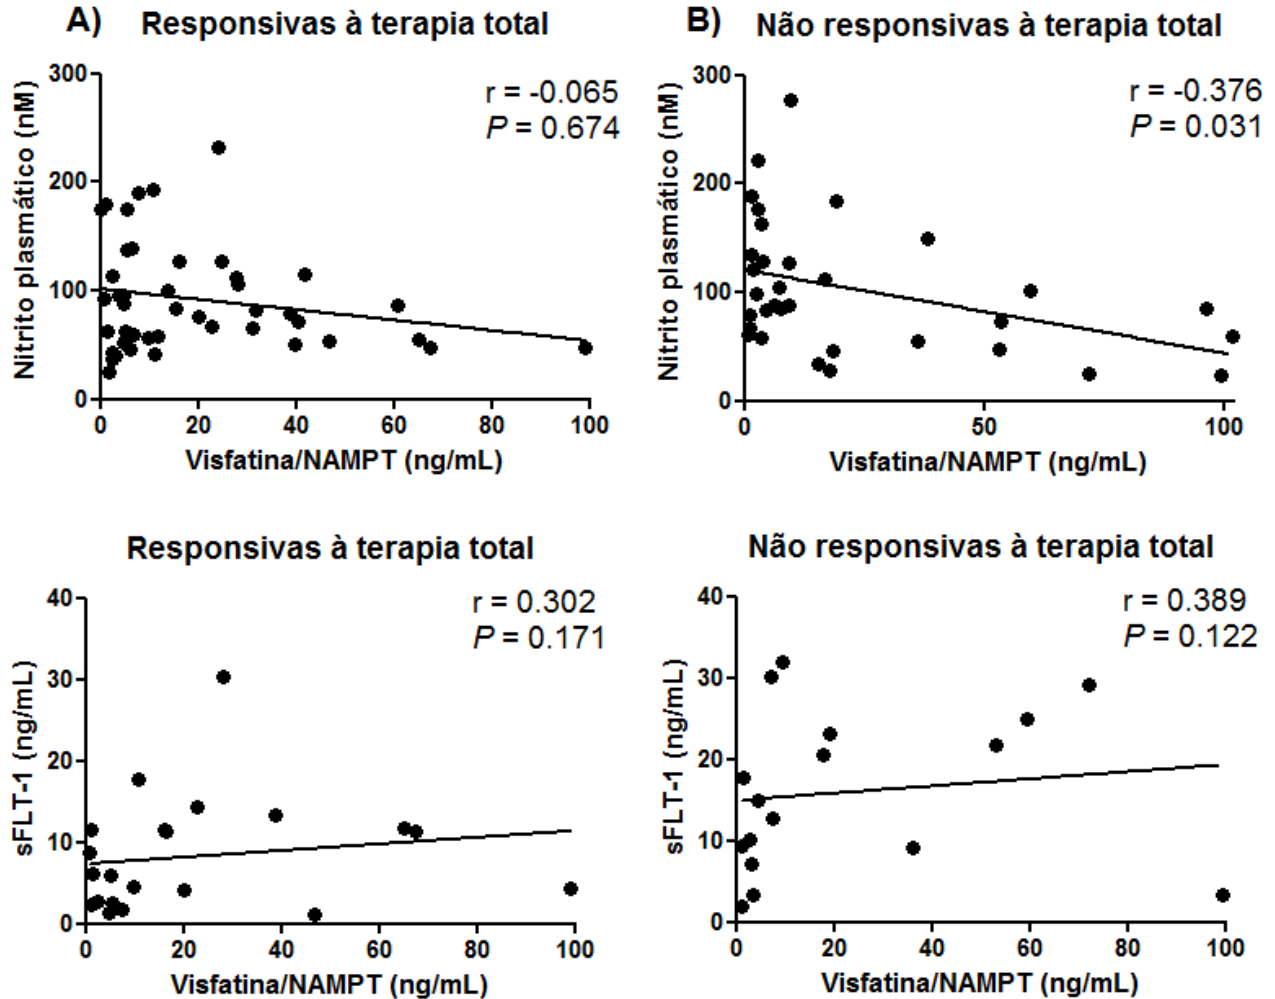 A) Responsivas à terapia total
r = -0.065
P = 0.674
Nitrito plasmático (nM)
300
200
100
0
0 20 40 60 80 100
Visfatina/NAMPT (ng/mL)
B) Não responsivas à terapia total
r = -0.376
P = 0.031
Nitrito plasmático (nM)
300
200
100
0
0 50 100
Visfatina/NAMPT (ng/mL)
Responsivas à terapia total
r = 0.302
P = 0.171
sFLT-1 (ng/mL)
40
30
20
10
0
0 20 40 60 80 100
Visfatina/NAMPT (ng/mL)
Não responsivas à terapia total
r = 0.389
P = 0.122
sFLT-1 (ng/mL)
40
30
20
10
0
0 20 40 60 80 100
Visfatina/NAMPT (ng/mL)